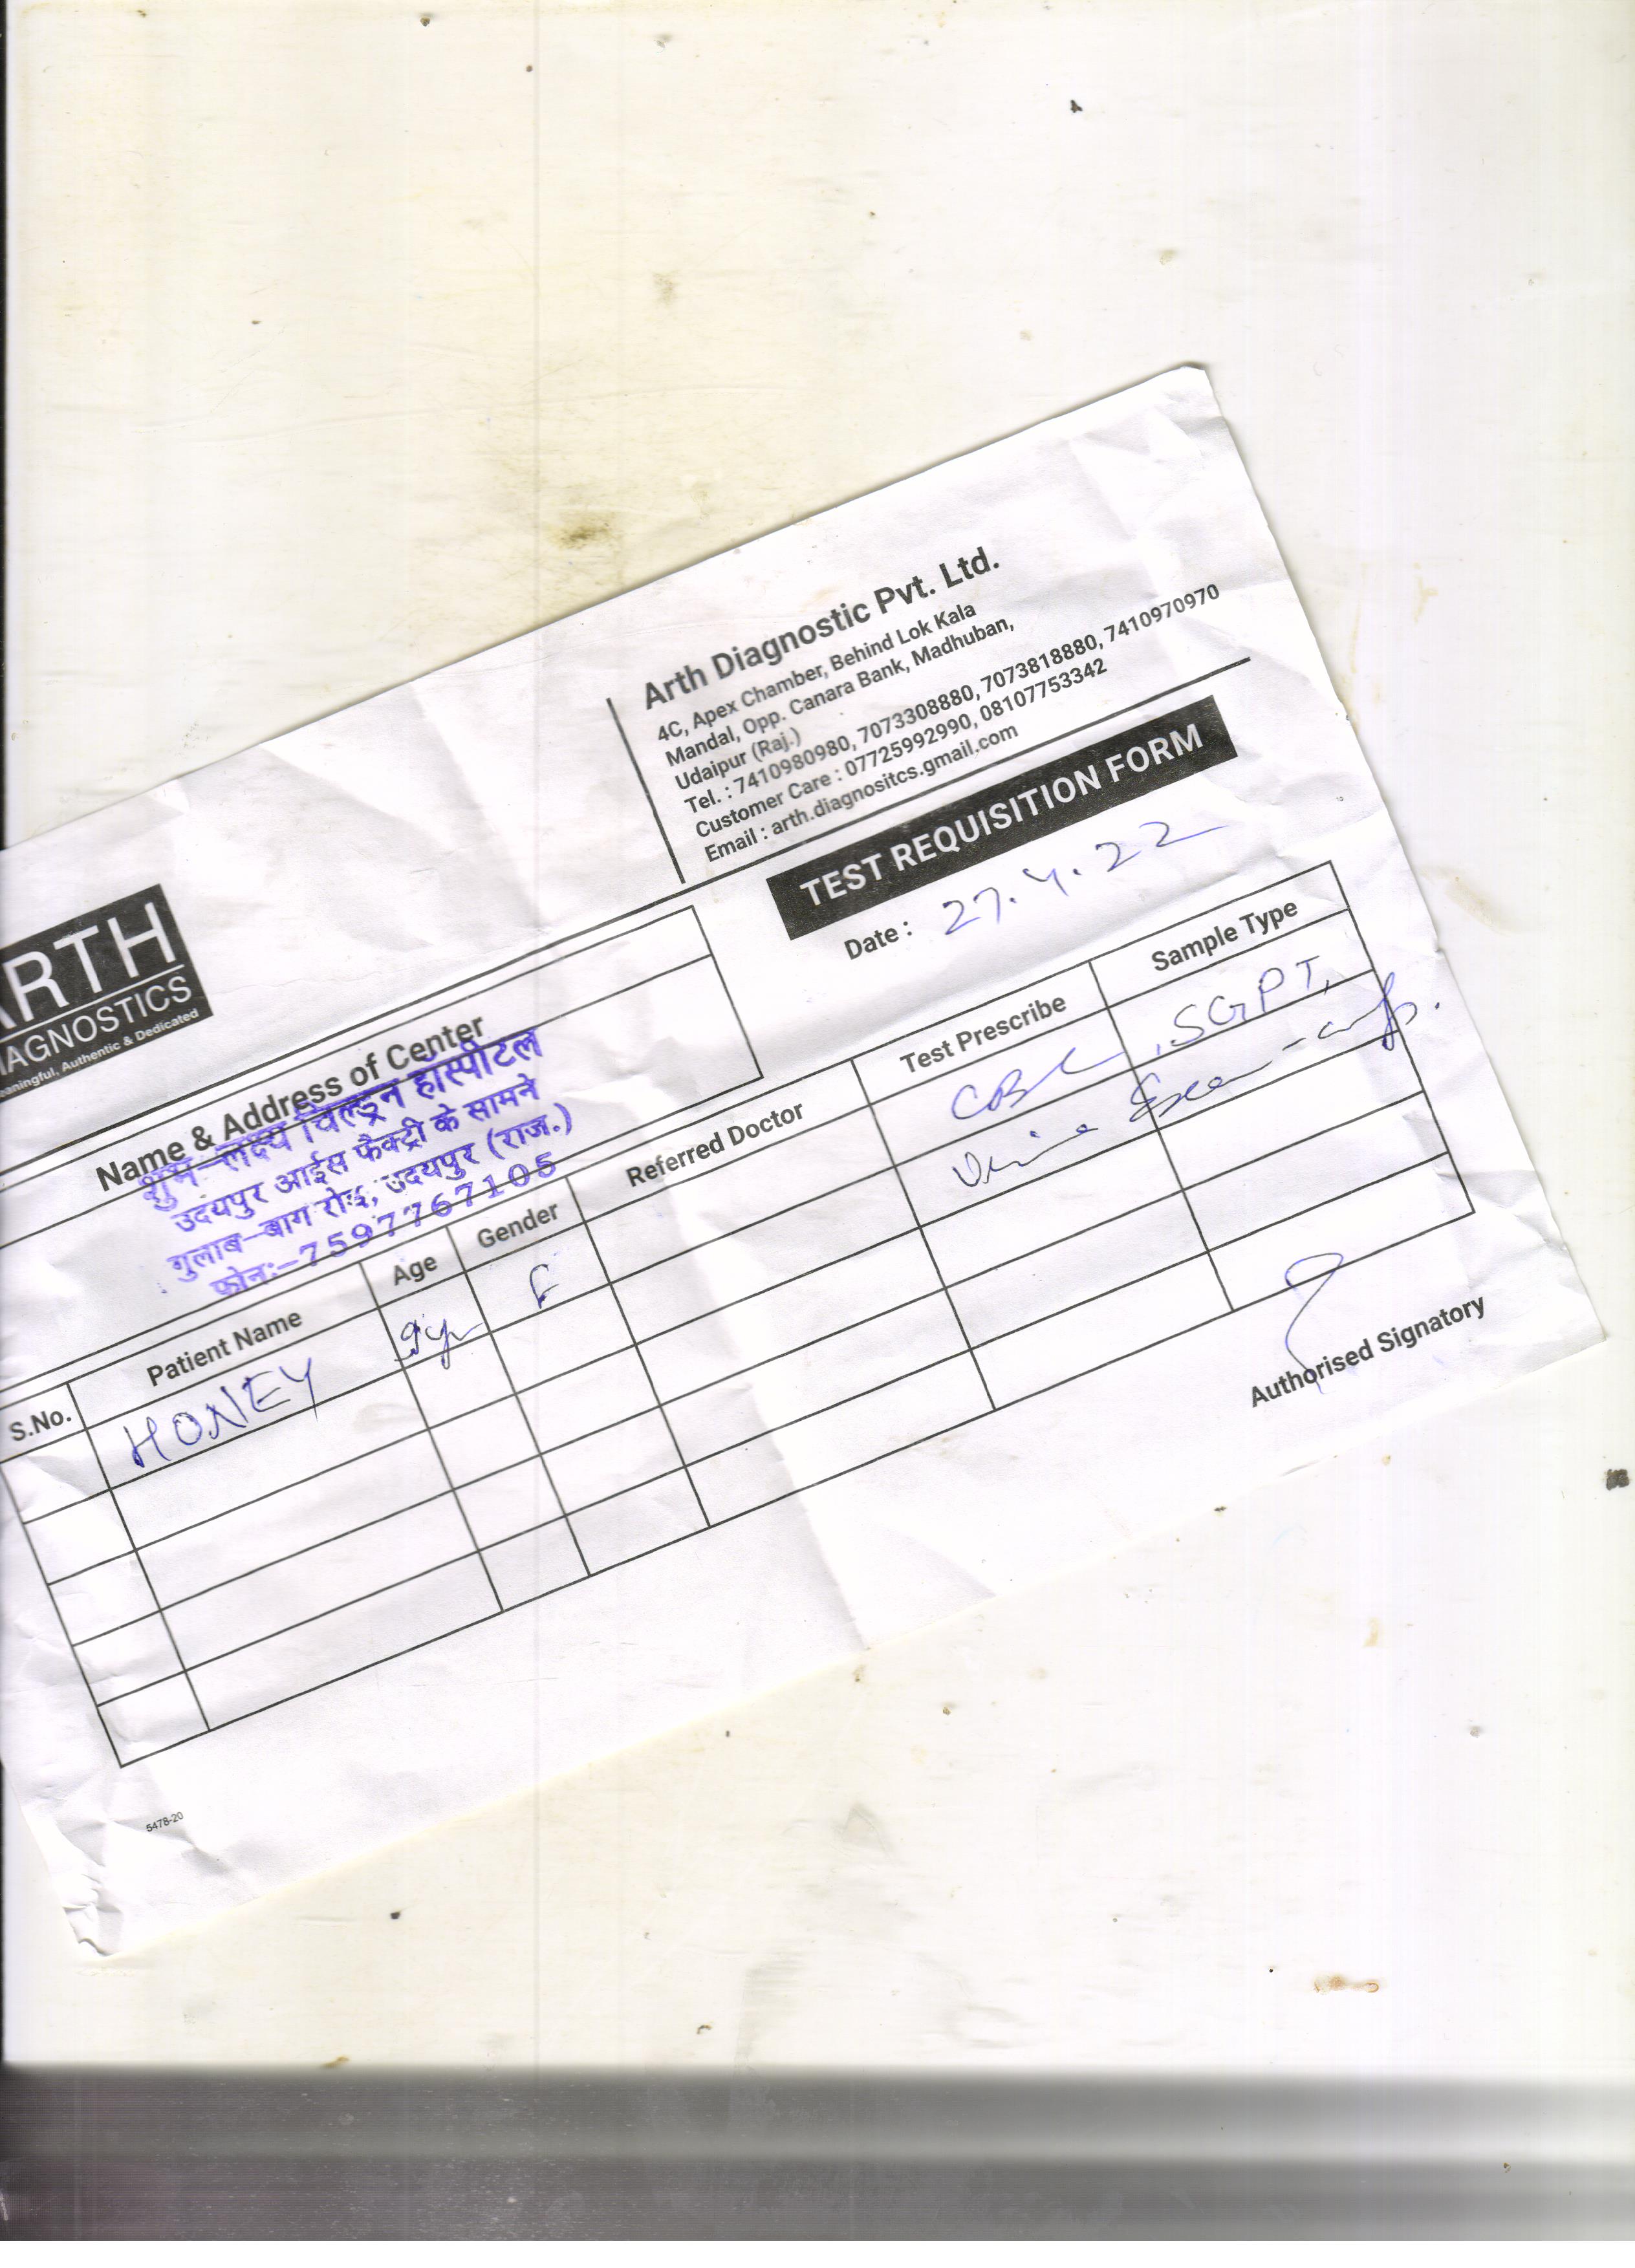 ARTH
DIAGNOSTICS
Meaningful, Authentic & Dedicated
Arth Diagnostic Pvt. Ltd.
4C, Apex Chamber, Behind Lok Kala
Mandal, Opp. Canara Bank, Madhuban,
Udaipur (Raj.)
Tel. : 7410980980, 7073308880, 7073818880, 7410970970
Customer Care : 07725992990, 08107753342
Email : arth.diagnositcs.gmail.com
TEST REQUISITION FORM
Date : 27.4.22
Name & Address of Center
शुभ-लक्ष्य चिल्ड्रन हॉस्पीटल
उदयपुर आईस फैक्ट्री के सामने
गुलाब-बाग रोड़, उदयपुर (राज.)
फोन:-7597767105
S.No. Patient Name Age Gender Referred Doctor Test Prescribe Sample Type
HONEY 9yr F CBC, SGPT,
Urine Exam-
Authorised Signatory
5478-20